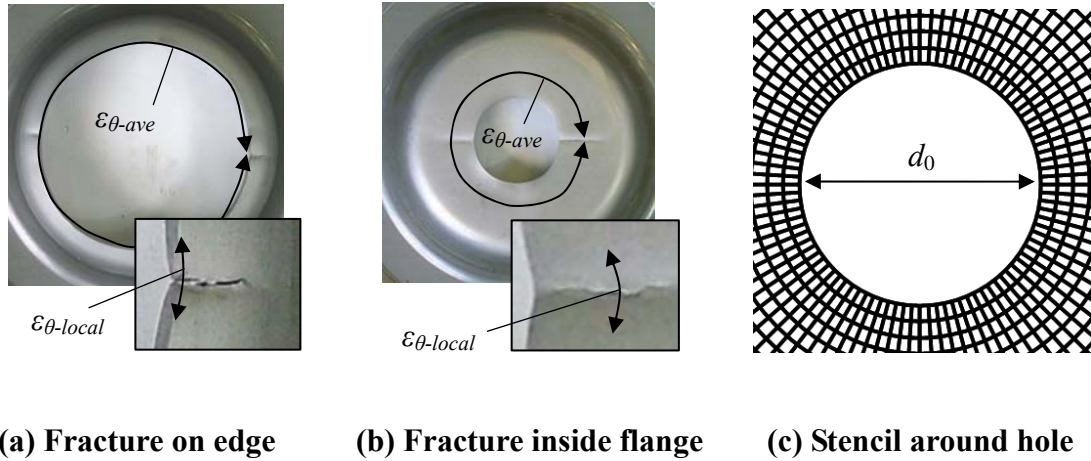 εθ-ave
εθ-local
εθ-ave
εθ-local
d0
(a) Fracture on edge
(b) Fracture inside flange
(c) Stencil around hole